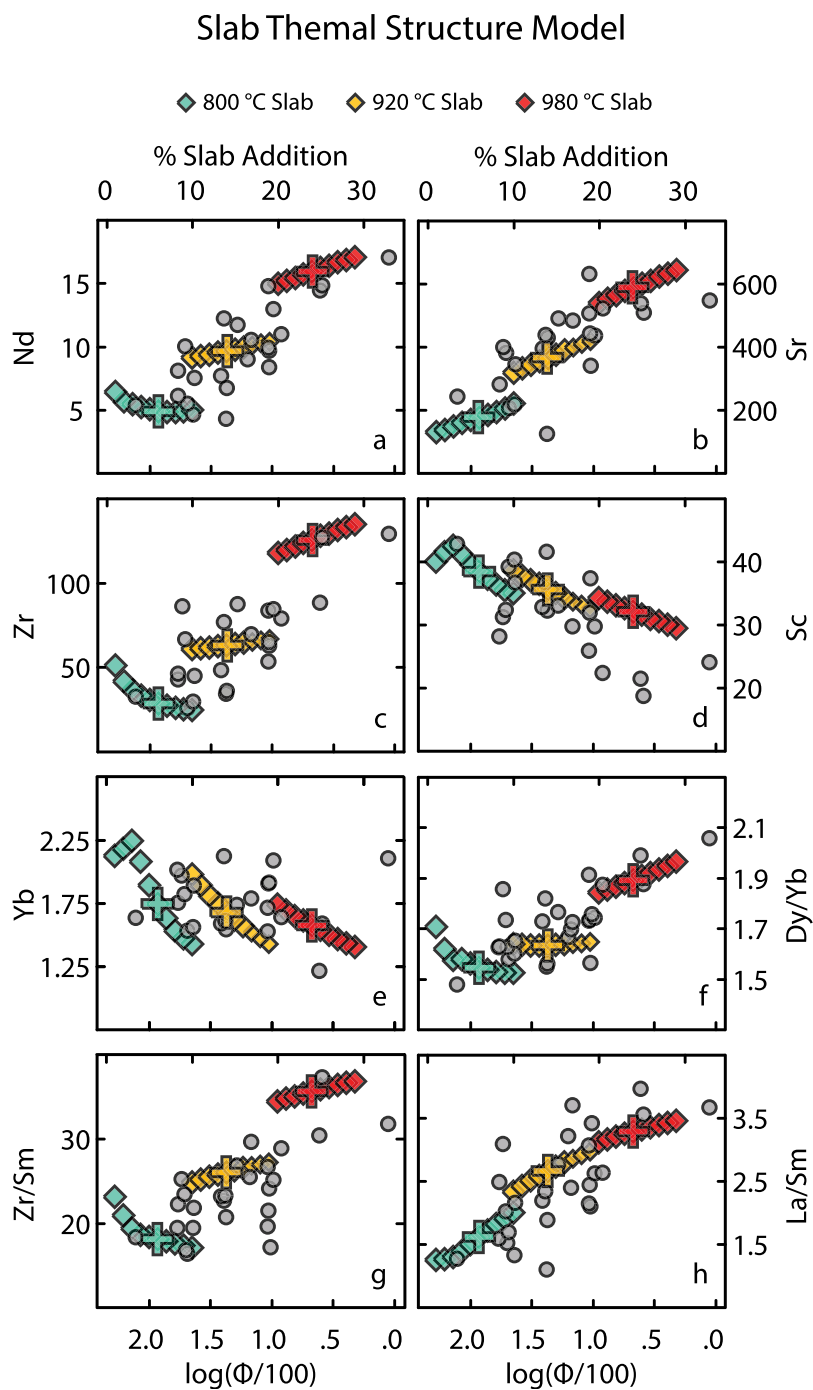 Slab Themal Structure Model
800 °C Slab 920 °C Slab 980 °C Slab
% Slab Addition % Slab Addition
0 10 20 30 0 10 20 30
Nd 15 10 5 a
b 600 400 200 Sr
Zr 100 50 c
d 40 30 20 Sc
Yb 2.25 1.75 1.25 e
f 2.1 1.9 1.7 1.5 Dy/Yb
Zr/Sm 30 20 g
h 3.5 2.5 1.5 La/Sm
2.0 1.5 1.0 .5 .0 2.0 1.5 1.0 .5 .0
log(Φ/100) log(Φ/100)